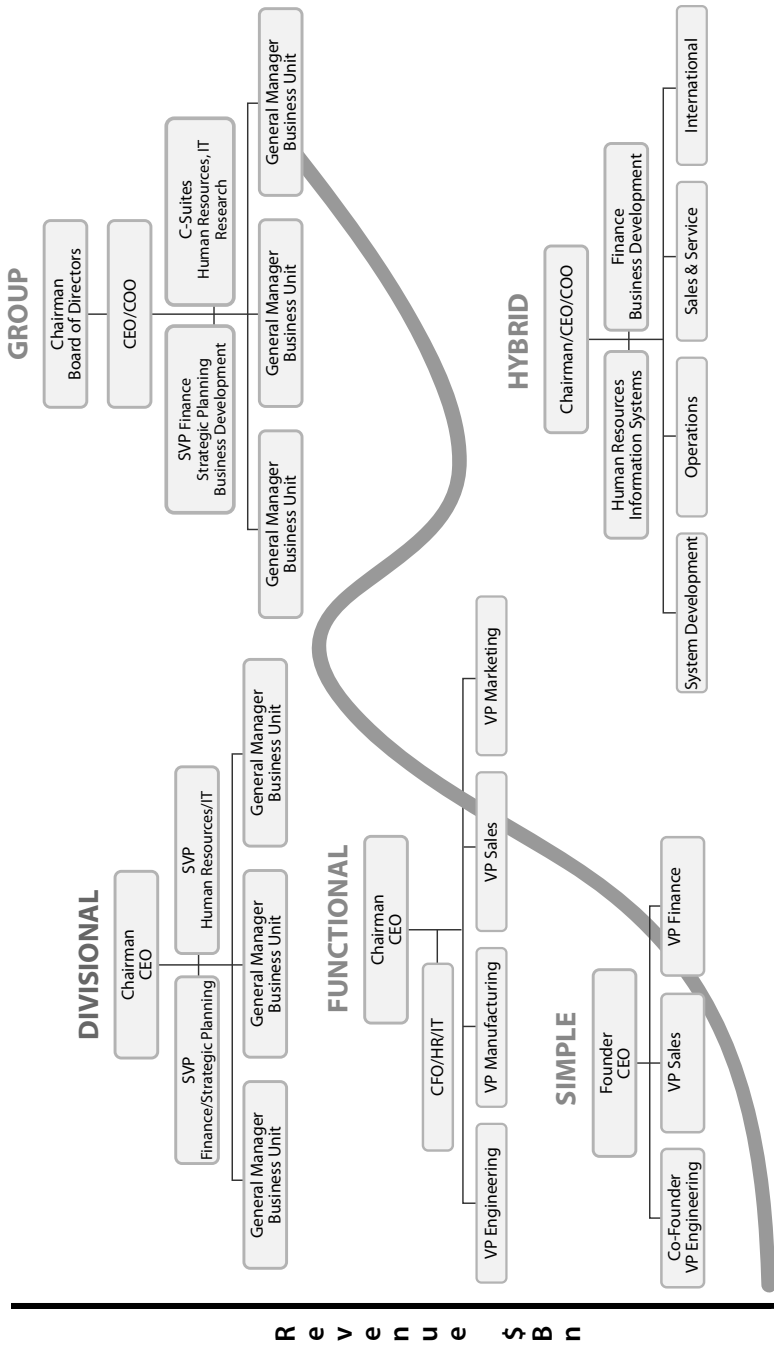 Revenue $Bn
DIVISIONAL
Chairman
CEO
SVP
Finance/Strategic Planning
SVP
Human Resources/IT
General Manager
Business Unit
General Manager
Business Unit
General Manager
Business Unit
GROUP
Chairman
Board of Directors
CEO/COO
SVP Finance
Strategic Planning
Business Development
C-Suites
Human Resources, IT
Research
General Manager
Business Unit
General Manager
Business Unit
General Manager
Business Unit
FUNCTIONAL
Chairman
CEO
CFO/HR/IT
VP Engineering
VP Manufacturing
VP Sales
VP Marketing
SIMPLE
Founder
CEO
Co-Founder
VP Engineering
VP Sales
VP Finance
HYBRID
Chairman/CEO/COO
Human Resources
Information Systems
Finance
Business Development
System Development
Operations
Sales & Service
International